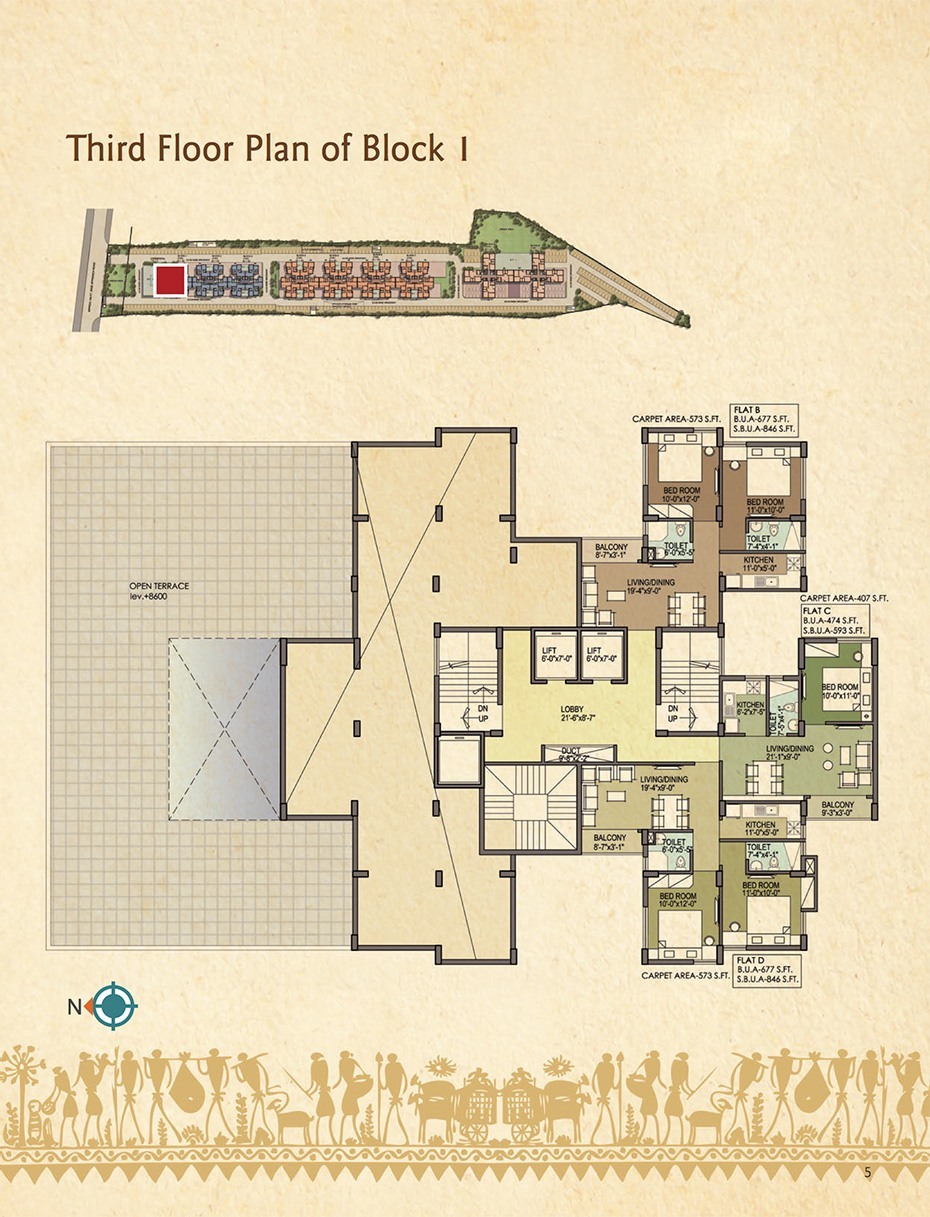 Third Floor Plan of Block 1
CARPET AREA-573 S.FT.
FLAT B
B.U.A-677 S.FT.
S.B.U.A-846 S.FT.
BED ROOM
10'-0"x12'-0"
BED ROOM
11'-0"x10'-0"
TOILET
6'-0"x5'-5"
TOILET
7'-4"x4'-1"
BALCONY
8'-7"x3'-1"
KITCHEN
11'-0"x5'-0"
LIVING/DINING
19'-4"x9'-0"
OPEN TERRACE
lev.+8600
CARPET AREA-407 S.FT.
FLAT C
B.U.A-474 S.FT.
S.B.U.A-593 S.FT.
LIFT
6'-0"x7'-0"
LIFT
6'-0"x7'-0"
BED ROOM
10'-0"x11'-0"
DN
UP
LOBBY
21'-6"x8'-7"
DN
UP
KITCHEN
6'-2"x7'-5"
TOILET
7'-5"x4'-1"
DUCT
9'-8"x2'-2"
LIVING/DINING
21'-1"x9'-0"
LIVING/DINING
19'-4"x9'-0"
BALCONY
9'-3"x3'-0"
KITCHEN
11'-0"x5'-0"
BALCONY
8'-7"x3'-1"
TOILET
6'-0"x5'-5"
TOILET
7'-4"x4'-1"
BED ROOM
10'-0"x12'-0"
BED ROOM
11'-0"x10'-0"
CARPET AREA-573 S.FT.
FLAT D
B.U.A-677 S.FT.
S.B.U.A-846 S.FT.
N
5